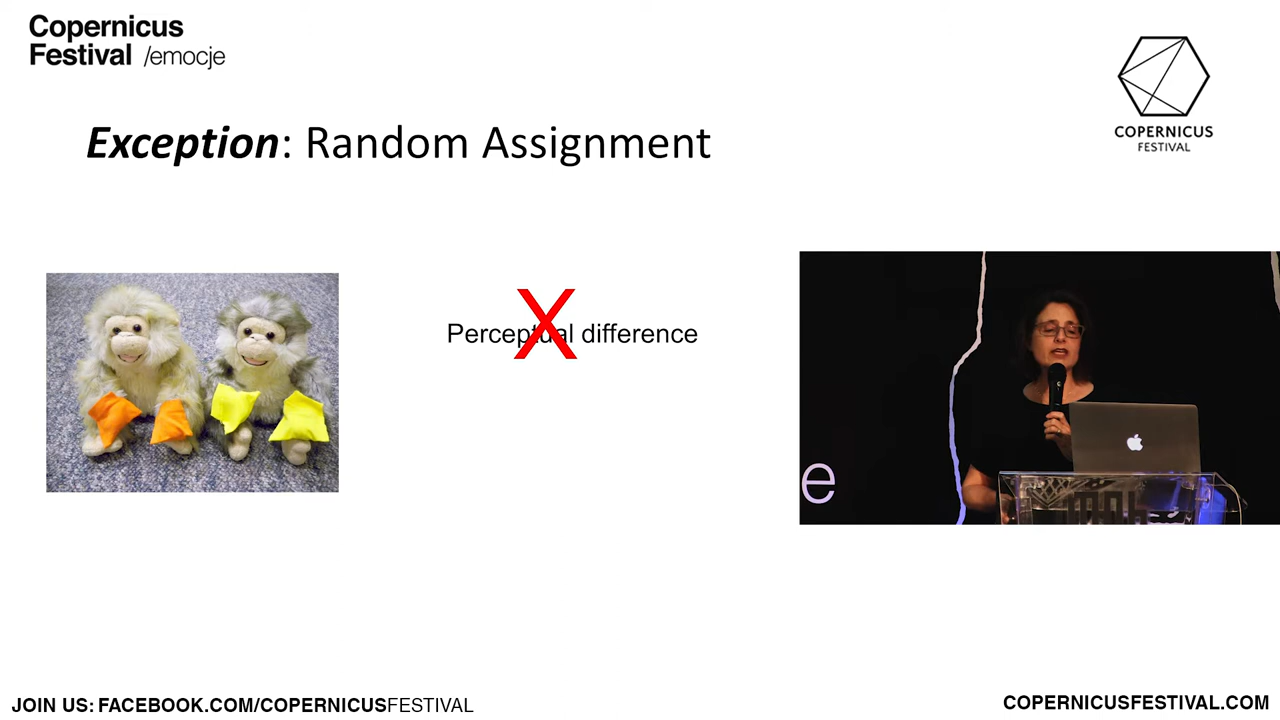 Copernicus
Festival /emocje
COPERNICUS
FESTIVAL
Exception: Random Assignment
X
Perceptual difference
e
JOIN US: FACEBOOK.COM/COPERNICUSFESTIVAL
COPERNICUSFESTIVAL.COM